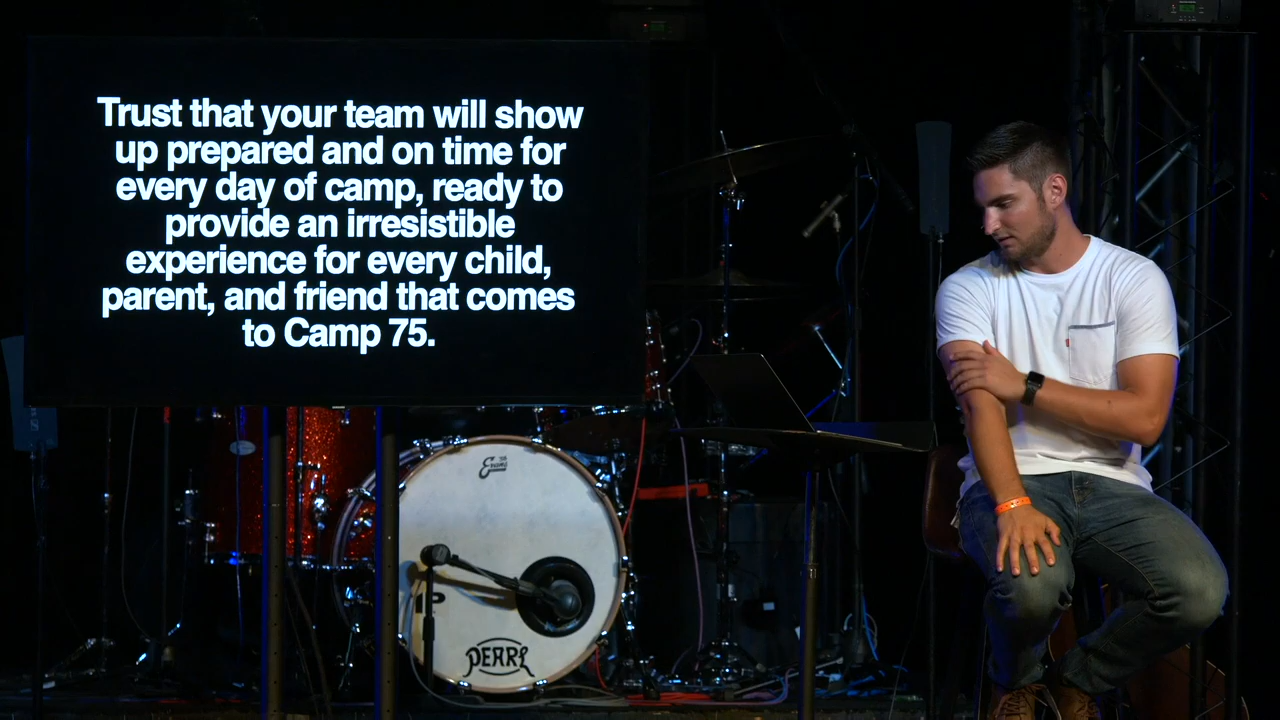 Trust that your team will show
up prepared and on time for
every day of camp, ready to
provide an irresistible
experience for every child,
parent, and friend that comes
to Camp 75.
Evans
PEARL